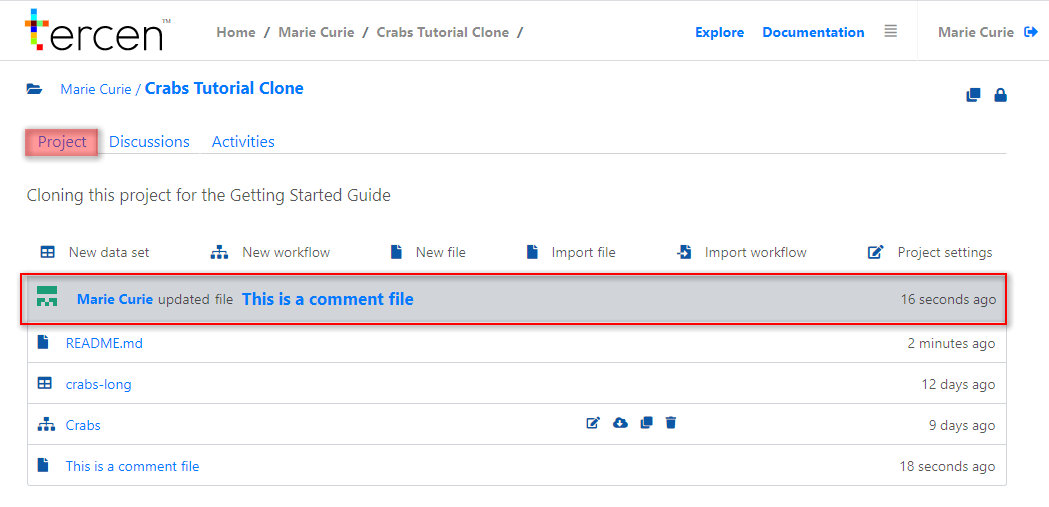 tercen™ Home / Marie Curie / Crabs Tutorial Clone / Explore Documentation Marie Curie
Marie Curie / Crabs Tutorial Clone
Project Discussions Activities
Cloning this project for the Getting Started Guide
New data set New workflow New file Import file Import workflow Project settings
Marie Curie updated file This is a comment file 16 seconds ago
README.md 2 minutes ago
crabs-long 12 days ago
Crabs 9 days ago
This is a comment file 18 seconds ago